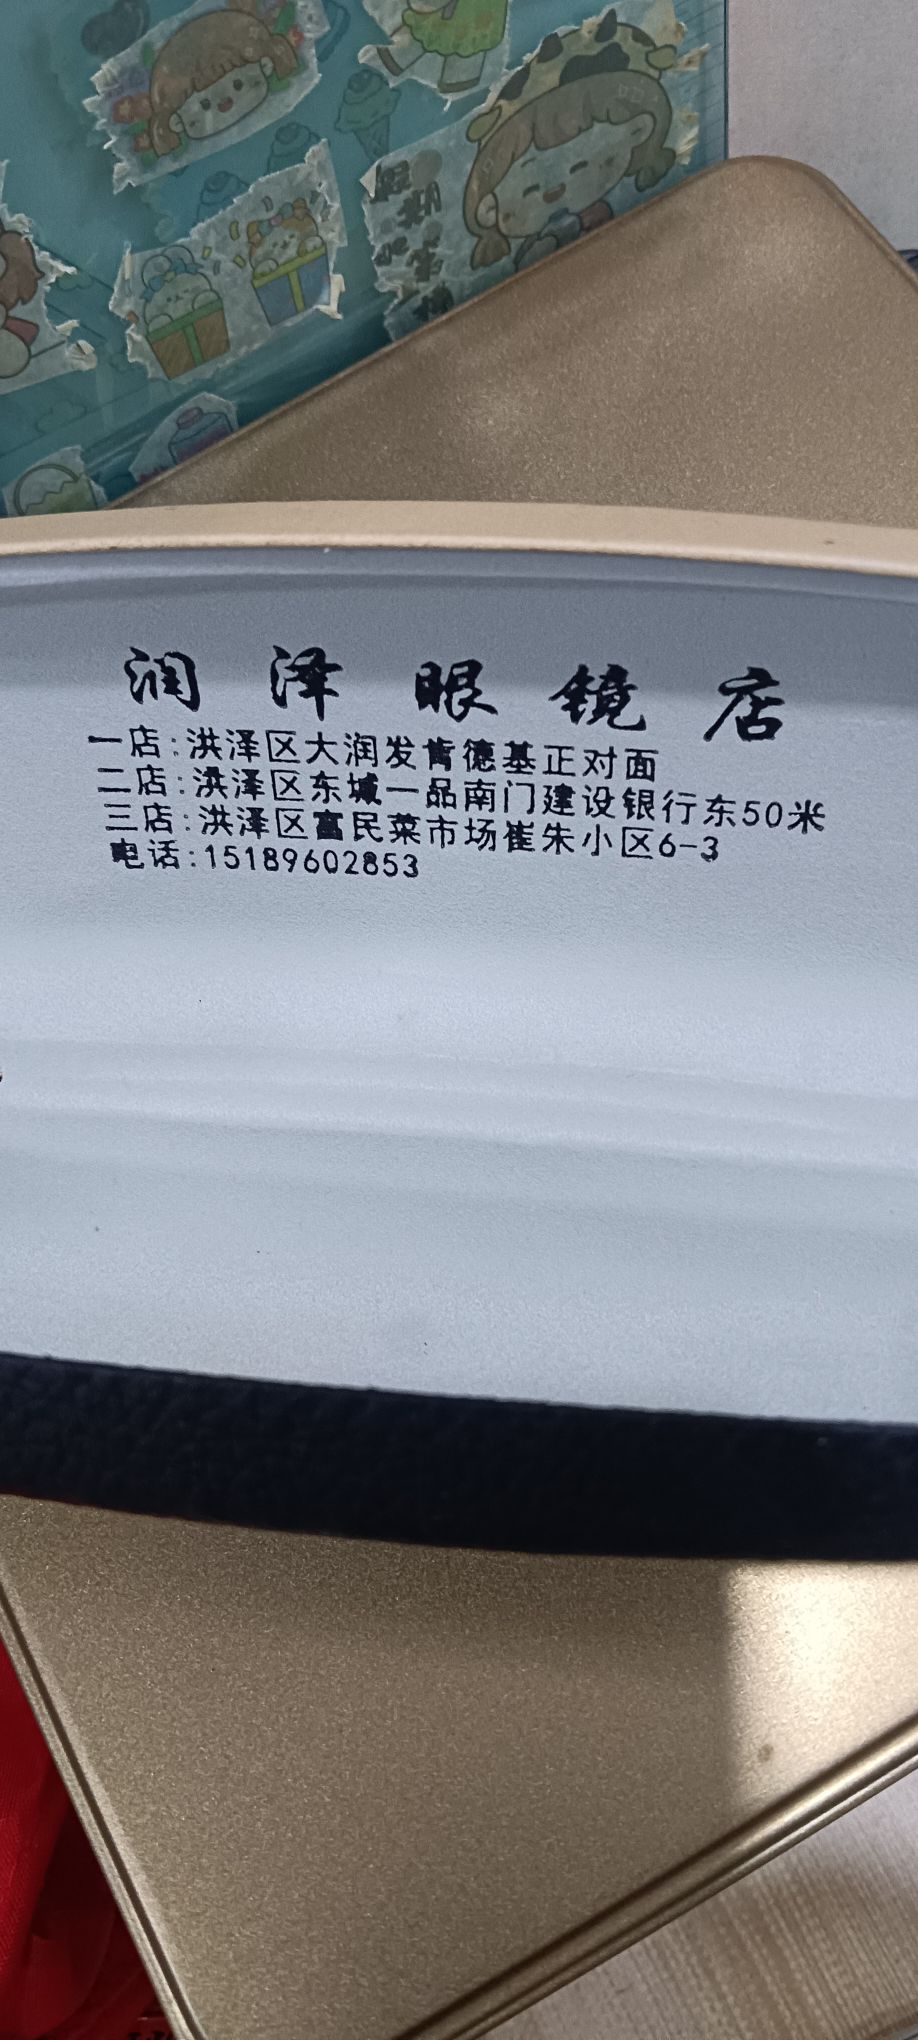 润泽眼镜店
一店:洪泽区大润发肯德基正对面
二店:洪泽区东城一品南门建设银行东50米
三店:洪泽区富民菜市场崔朱小区6-3
电话:15189602853